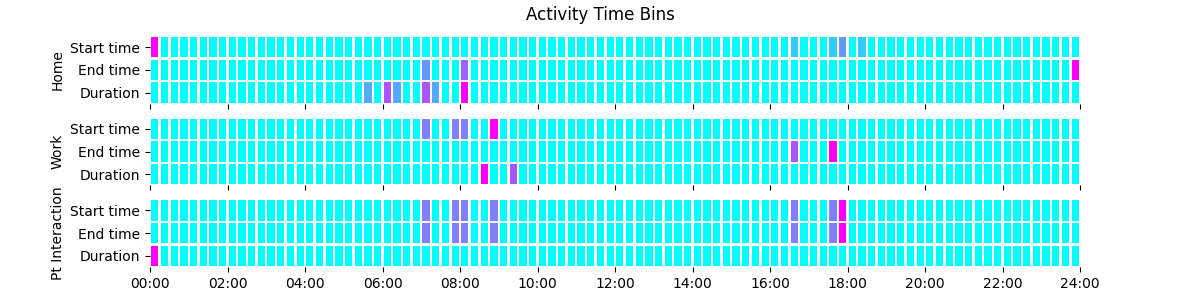 Activity Time Bins
Home
Start time
End time
Duration
Work
Start time
End time
Duration
Pt Interaction
Start time
End time
Duration
00:00 02:00 04:00 06:00 08:00 10:00 12:00 14:00 16:00 18:00 20:00 22:00 24:00